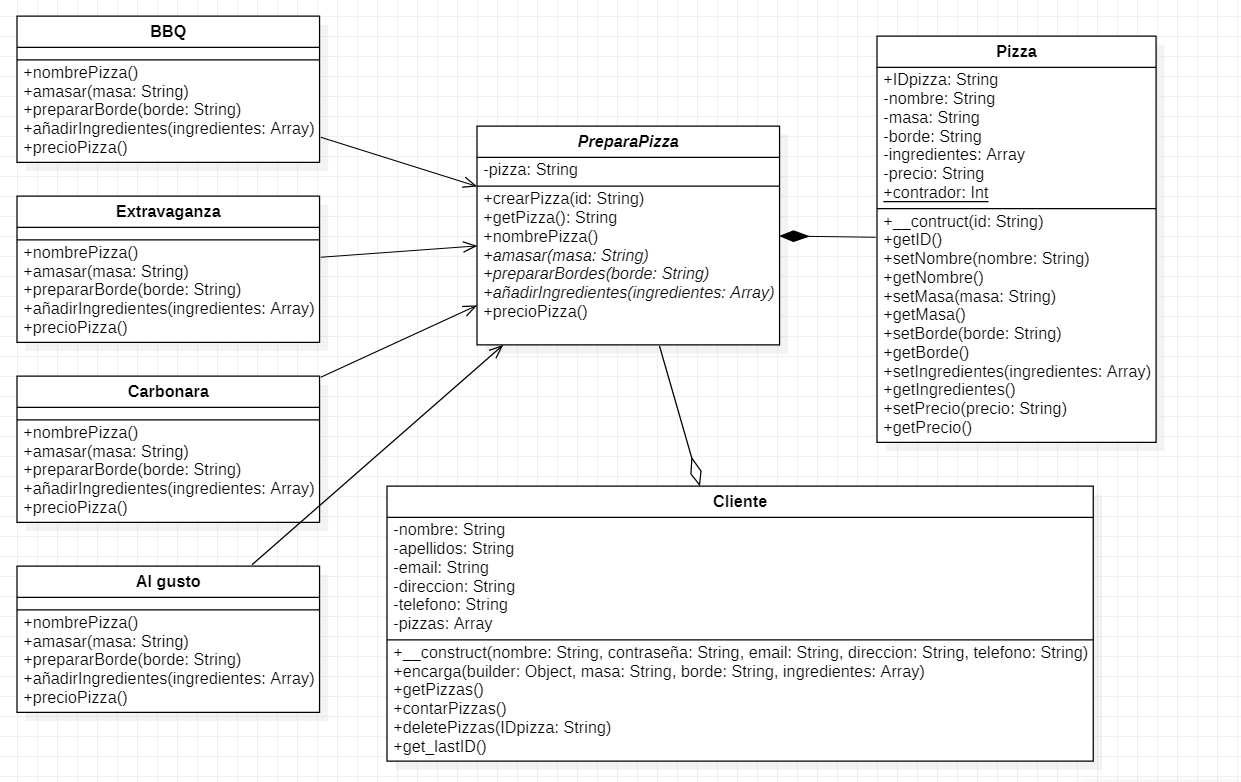 BBQ
+nombrePizza()
+amasar(masa: String)
+prepararBorde(borde: String)
+añadirIngredientes(ingredientes: Array)
+precioPizza()
Extravaganza
+nombrePizza()
+amasar(masa: String)
+prepararBorde(borde: String)
+añadirIngredientes(ingredientes: Array)
+precioPizza()
Carbonara
+nombrePizza()
+amasar(masa: String)
+prepararBorde(borde: String)
+añadirIngredientes(ingredientes: Array)
+precioPizza()
Al gusto
+nombrePizza()
+amasar(masa: String)
+prepararBorde(borde: String)
+añadirIngredientes(ingredientes: Array)
+precioPizza()
PreparaPizza
-pizza: String
+crearPizza(id: String)
+getPizza(): String
+nombrePizza()
+amasar(masa: String)
+prepararBordes(borde: String)
+añadirIngredientes(ingredientes: Array)
+precioPizza()
Pizza
+IDpizza: String
-nombre: String
-masa: String
-borde: String
-ingredientes: Array
-precio: String
+contrador: Int
+__contruct(id: String)
+getID()
+setNombre(nombre: String)
+getNombre()
+setMasa(masa: String)
+getMasa()
+setBorde(borde: String)
+getBorde()
+setIngredientes(ingredientes: Array)
+getIngredientes()
+setPrecio(precio: String)
+getPrecio()
Cliente
-nombre: String
-apellidos: String
-email: String
-direccion: String
-telefono: String
-pizzas: Array
+__construct(nombre: String, contraseña: String, email: String, direccion: String, telefono: String)
+encarga(builder: Object, masa: String, borde: String, ingredientes: Array)
+getPizzas()
+contarPizzas()
+deletePizzas(IDpizza: String)
+get_lastID()